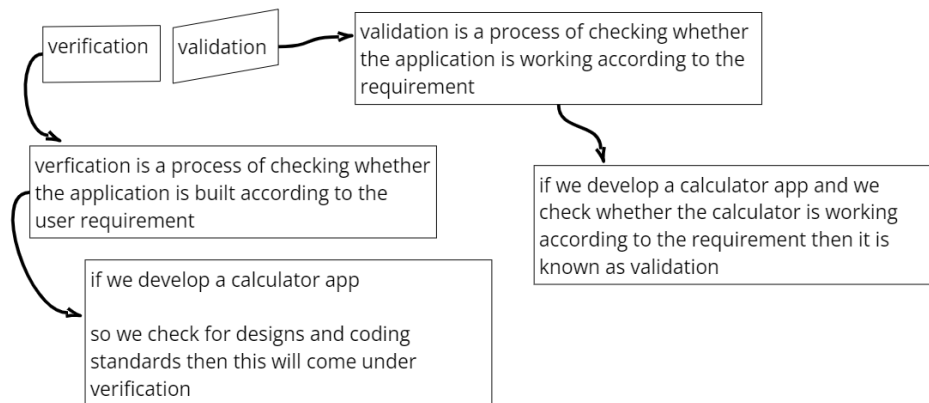 verification
validation
validation is a process of checking whether
the application is working according to the
requirement
verfication is a process of checking whether
the application is built according to the
user requirement
if we develop a calculator app and we
check whether the calculator is working
according to the requirement then it is
known as validation
if we develop a calculator app
so we check for designs and coding
standards then this will come under
verification